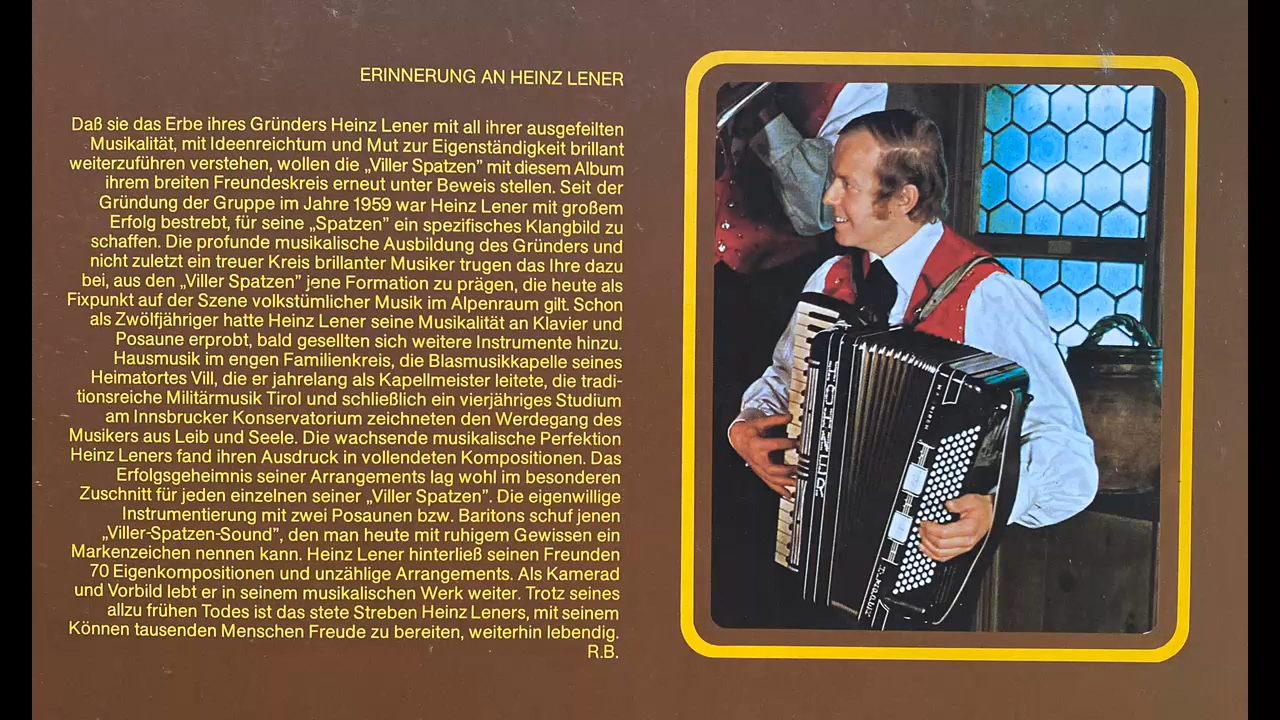 ERINNERUNG AN HEINZ LENER
Daß sie das Erbe ihres Gründers Heinz Lener mit all ihrer ausgefeilten
Musikalität, mit Ideenreichtum und Mut zur Eigenständigkeit brillant
weiterzuführen verstehen, wollen die „Viller Spatzen” mit diesem Album
ihrem breiten Freundeskreis erneut unter Beweis stellen. Seit der
Gründung der Gruppe im Jahre 1959 war Heinz Lener mit großem
Erfolg bestrebt, für seine „Spatzen” ein spezifisches Klangbild zu
schaffen. Die profunde musikalische Ausbildung des Gründers und
nicht zuletzt ein treuer Kreis brillanter Musiker trugen das Ihre dazu
bei, aus den „Viller Spatzen” jene Formation zu prägen, die heute als
Fixpunkt auf der Szene volkstümlicher Musik im Alpenraum gilt. Schon
als Zwölfjähriger hatte Heinz Lener seine Musikalität an Klavier und
Posaune erprobt, bald gesellten sich weitere Instrumente hinzu.
Hausmusik im engen Familienkreis, die Blasmusikkapelle seines
Heimatortes Vill, die er jahrelang als Kapellmeister leitete, die tradi-
tionsreiche Militärmusik Tirol und schließlich ein vierjähriges Studium
am Innsbrucker Konservatorium zeichneten den Werdegang des
Musikers aus Leib und Seele. Die wachsende musikalische Perfektion
Heinz Leners fand ihren Ausdruck in vollendeten Kompositionen. Das
Erfolgsgeheimnis seiner Arrangements lag wohl im besonderen
Zuschnitt für jeden einzelnen seiner „Viller Spatzen”. Die eigenwillige
Instrumentierung mit zwei Posaunen bzw. Baritons schuf jenen
„Viller-Spatzen-Sound”, den man heute mit ruhigem Gewissen ein
Markenzeichen nennen kann. Heinz Lener hinterließ seinen Freunden
70 Eigenkompositionen und unzählige Arrangements. Als Kamerad
und Vorbild lebt er in seinem musikalischen Werk weiter. Trotz seines
allzu frühen Todes ist das stete Streben Heinz Leners, mit seinem
Können tausenden Menschen Freude zu bereiten, weiterhin lebendig.
R.B.